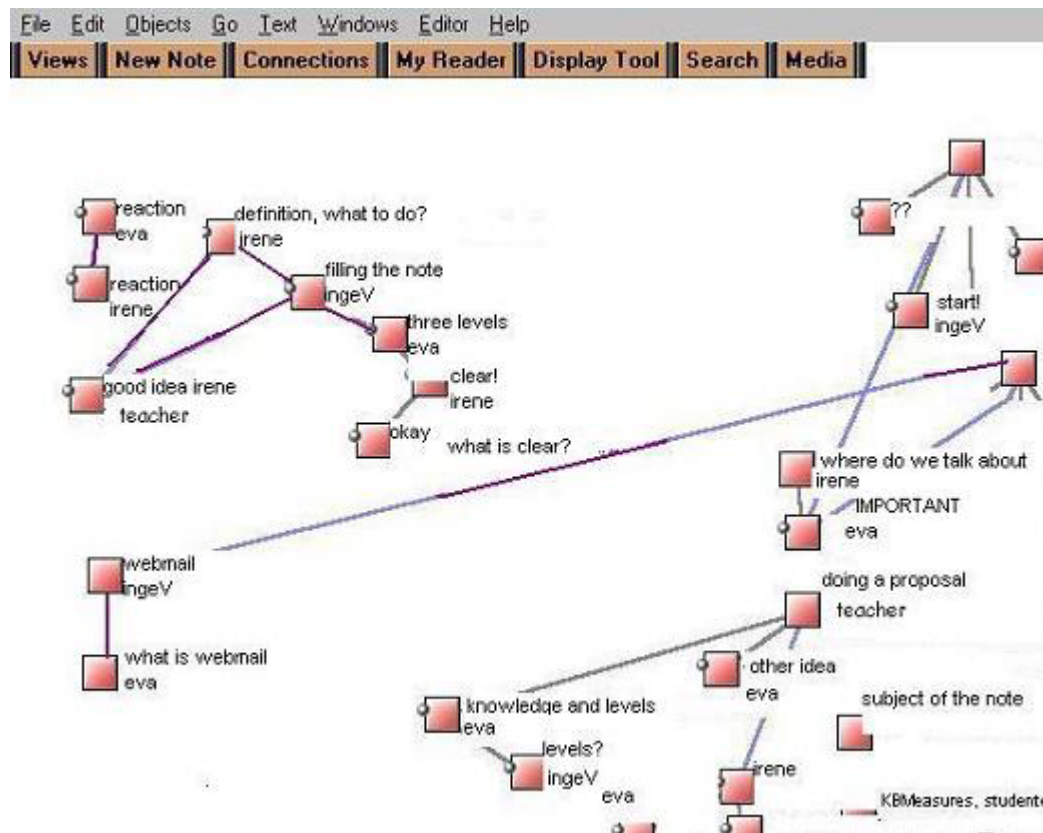 File Edit Objects Go Text Windows Editor Help
Views New Note Connections My Reader Display Tool Search Media
reaction
eva
reaction
irene
definition, what to do?
irene
filling the note
ingeV
three levels
eva
good idea irene
teacher
clear!
irene
okay
what is clear?
??
start!
ingeV
where do we talk about
irene
IMPORTANT
eva
webmail
ingeV
what is webmail
eva
doing a proposal
teacher
other idea
eva
knowledge and levels
eva
levels?
ingeV
eva
irene
subject of the note
KBMeasures, studente